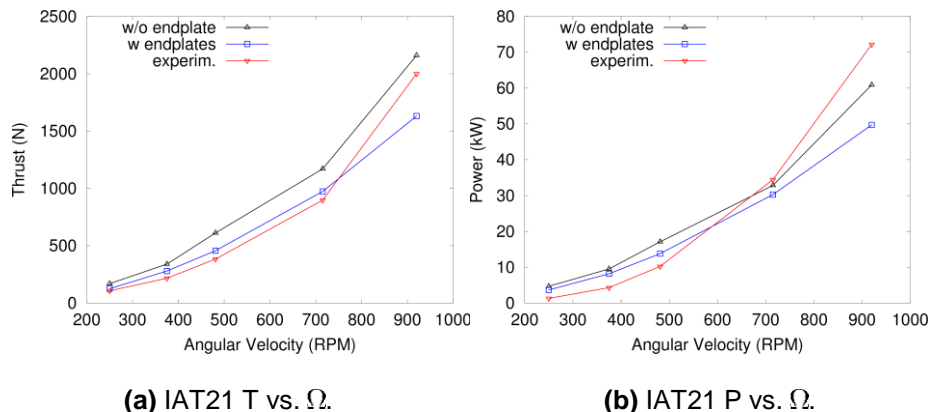 w/o endplate
w endplates
experim.
2500
2000
1500
1000
500
0
Thrust (N)
200 300 400 500 600 700 800 900 1000
Angular Velocity (RPM)
(a) IAT21 T vs. Ω.
w/o endplate
w endplates
experim.
80
70
60
50
40
30
20
10
0
Power (kW)
200 300 400 500 600 700 800 900 1000
Angular Velocity (RPM)
(b) IAT21 P vs. Ω.